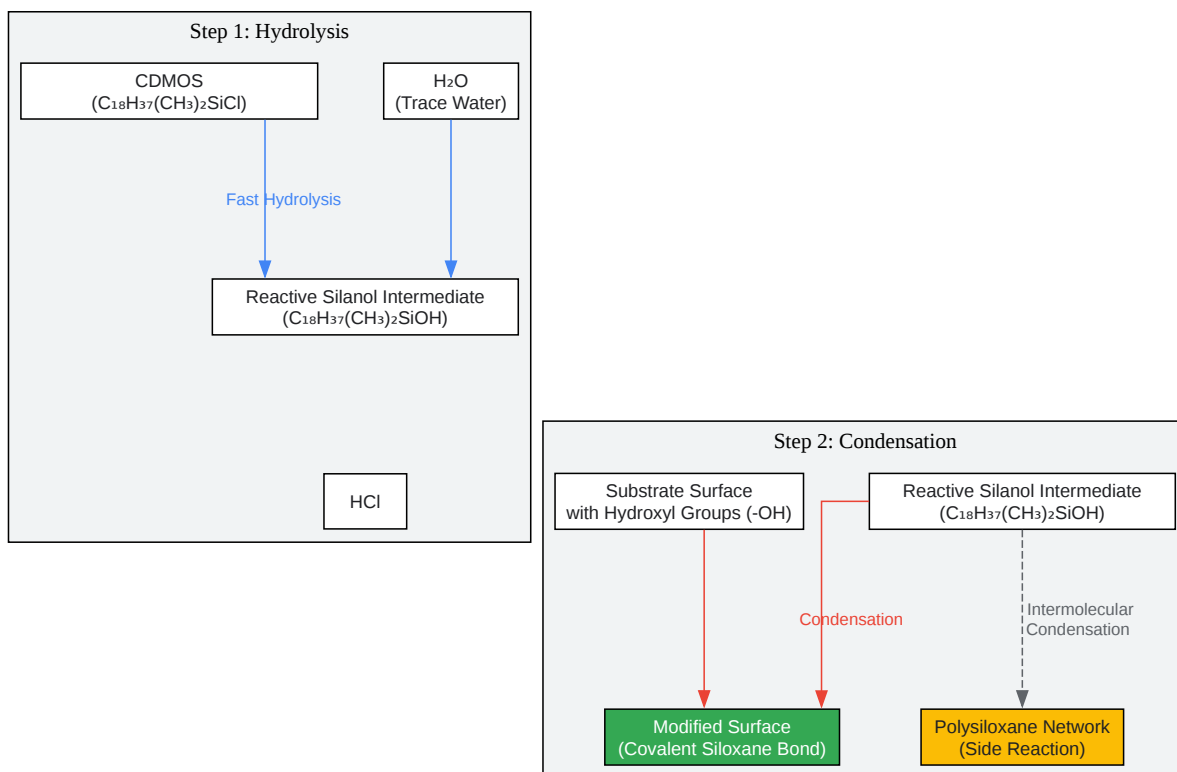 Step 1: Hydrolysis
CDMOS
(C₁₈H₃₇(CH₃)₂SiCl)
H₂O
(Trace Water)
Fast Hydrolysis
Reactive Silanol Intermediate
(C₁₈H₃₇(CH₃)₂SiOH)
HCl
Step 2: Condensation
Substrate Surface
with Hydroxyl Groups (-OH)
Reactive Silanol Intermediate
(C₁₈H₃₇(CH₃)₂SiOH)
Condensation
Intermolecular
Condensation
Modified Surface
(Covalent Siloxane Bond)
Polysiloxane Network
(Side Reaction)